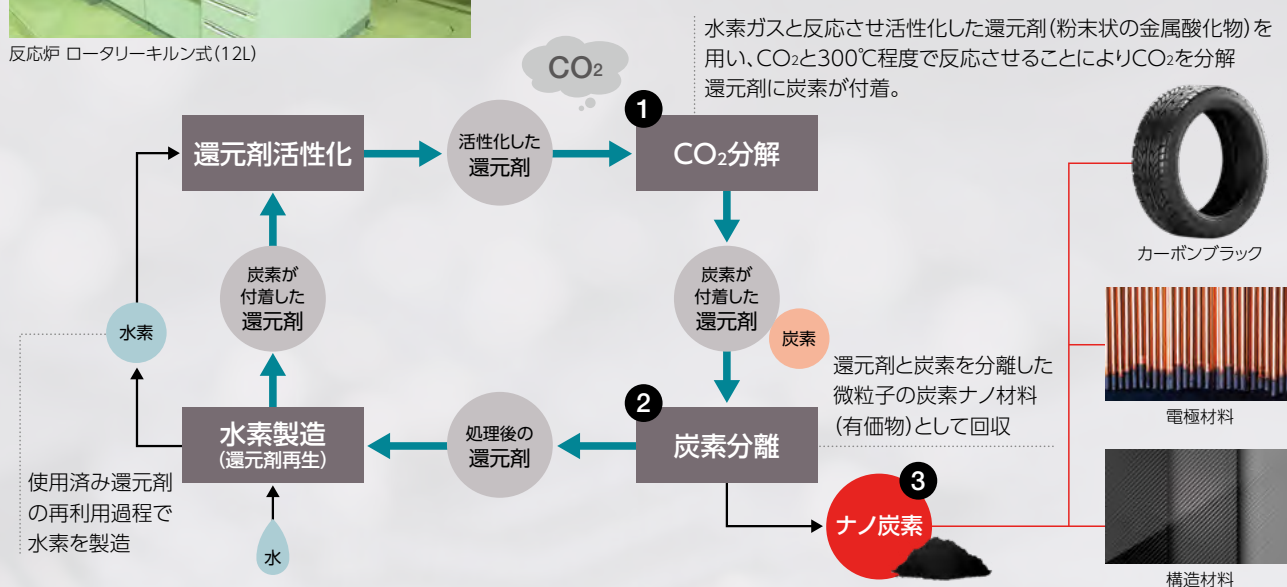 反応炉 ロータリーキルン式(12L)
水素ガスと反応させ活性化した還元剤(粉末状の金属酸化物)を
用い、CO₂と300℃程度で反応させることによりCO₂を分解
還元剤に炭素が付着。
CO₂
還元剤活性化
活性化した
還元剤
1
CO₂分解
カーボンブラック
炭素が
付着した
還元剤
炭素が
付着した
還元剤
炭素
水素
還元剤と炭素を分離した
微粒子の炭素ナノ材料
(有価物)として回収
電極材料
水素製造
(還元剤再生)
処理後の
還元剤
2
炭素分離
使用済み還元剤
の再利用過程で
水素を製造
水
3
ナノ炭素
構造材料